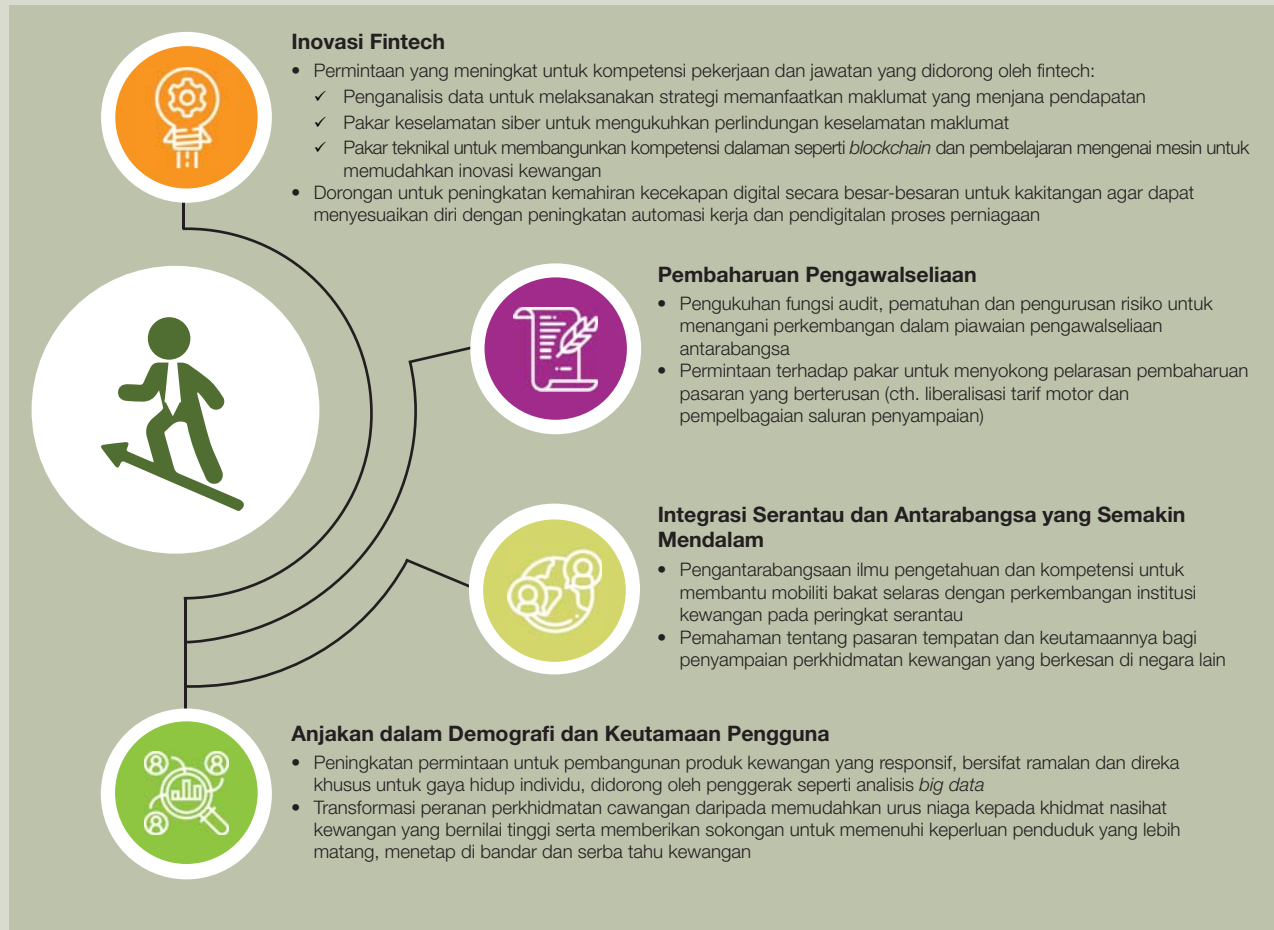 Inovasi Fintech
• Permintaan yang meningkat untuk kompetensi pekerjaan dan jawatan yang didorong oleh fintech:
✓ Penganalisis data untuk melaksanakan strategi memanfaatkan maklumat yang menjana pendapatan
✓ Pakar keselamatan siber untuk mengukuhkan perlindungan keselamatan maklumat
✓ Pakar teknikal untuk membangunkan kompetensi dalaman seperti blockchain dan pembelajaran mengenai mesin untuk
memudahkan inovasi kewangan
• Dorongan untuk peningkatan kemahiran kecekapan digital secara besar-besaran untuk kakitangan agar dapat
menyesuaikan diri dengan peningkatan automasi kerja dan pendigitalan proses perniagaan
Pembaharuan Pengawalseliaan
• Pengukuhan fungsi audit, pematuhan dan pengurusan risiko untuk
menangani perkembangan dalam piawaian pengawalseliaan
antarabangsa
• Permintaan terhadap pakar untuk menyokong pelarasan pembaharuan
pasaran yang berterusan (cth. liberalisasi tarif motor dan
pempelbagaian saluran penyampaian)
Integrasi Serantau dan Antarabangsa yang Semakin
Mendalam
• Pengantarabangsaan ilmu pengetahuan dan kompetensi untuk
membantu mobiliti bakat selaras dengan perkembangan institusi
kewangan pada peringkat serantau
• Pemahaman tentang pasaran tempatan dan keutamaannya bagi
penyampaian perkhidmatan kewangan yang berkesan di negara lain
Anjakan dalam Demografi dan Keutamaan Pengguna
• Peningkatan permintaan untuk pembangunan produk kewangan yang responsif, bersifat ramalan dan direka
khusus untuk gaya hidup individu, didorong oleh penggerak seperti analisis big data
• Transformasi peranan perkhidmatan cawangan daripada memudahkan urus niaga kepada khidmat nasihat
kewangan yang bernilai tinggi serta memberikan sokongan untuk memenuhi keperluan penduduk yang lebih
matang, menetap di bandar dan serba tahu kewangan